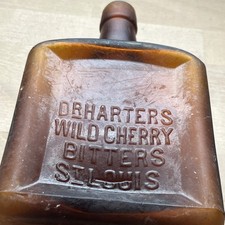 DR HARTERS
WILD CHERRY
BITTERS
ST. LOUIS